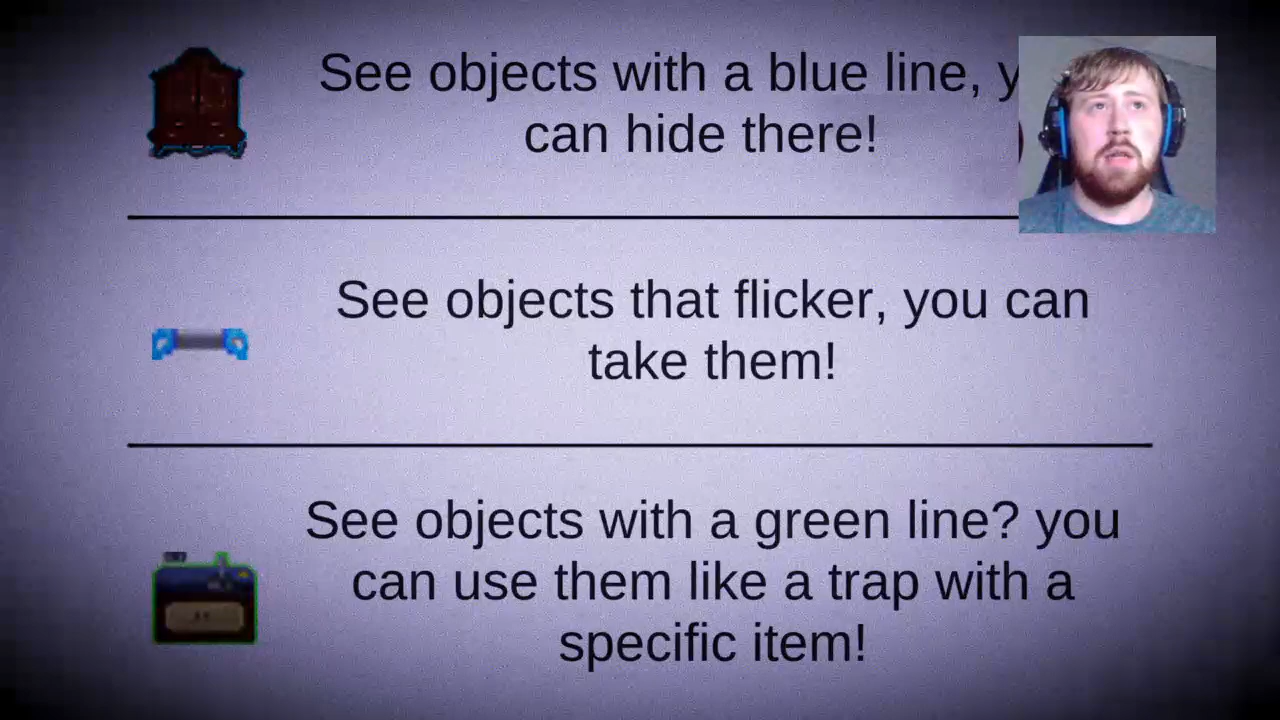 See objects with a blue line,
can hide there!
See objects that flicker, you can
take them!
See objects with a green line? you
can use them like a trap with a
specific item!